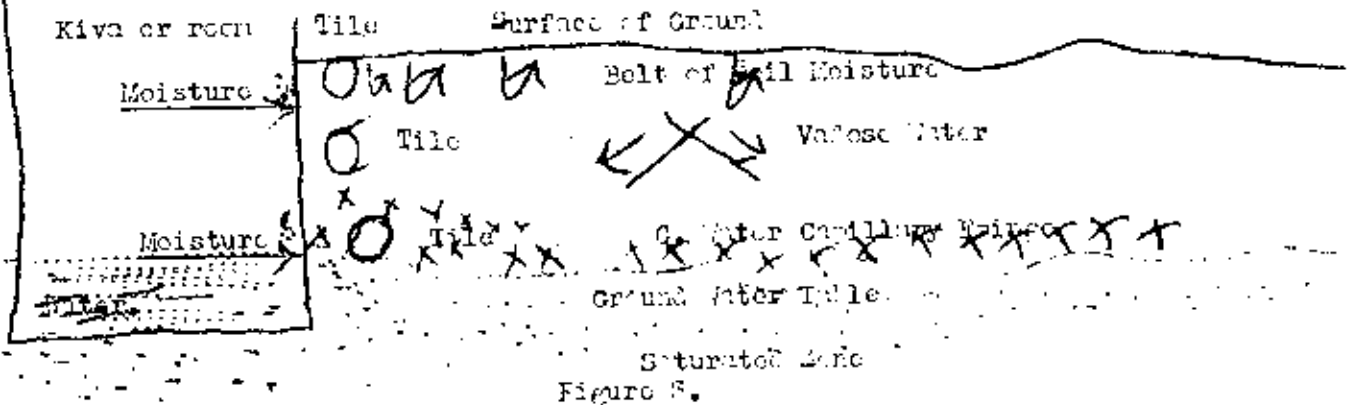 Kiva or room Tile Surface of Ground
Moisture Belt of Soil Moisture
Tile Vadose Water
Moisture Tile Water Capillary Fringe
Water Ground Water Table
Saturated Zone
Figure